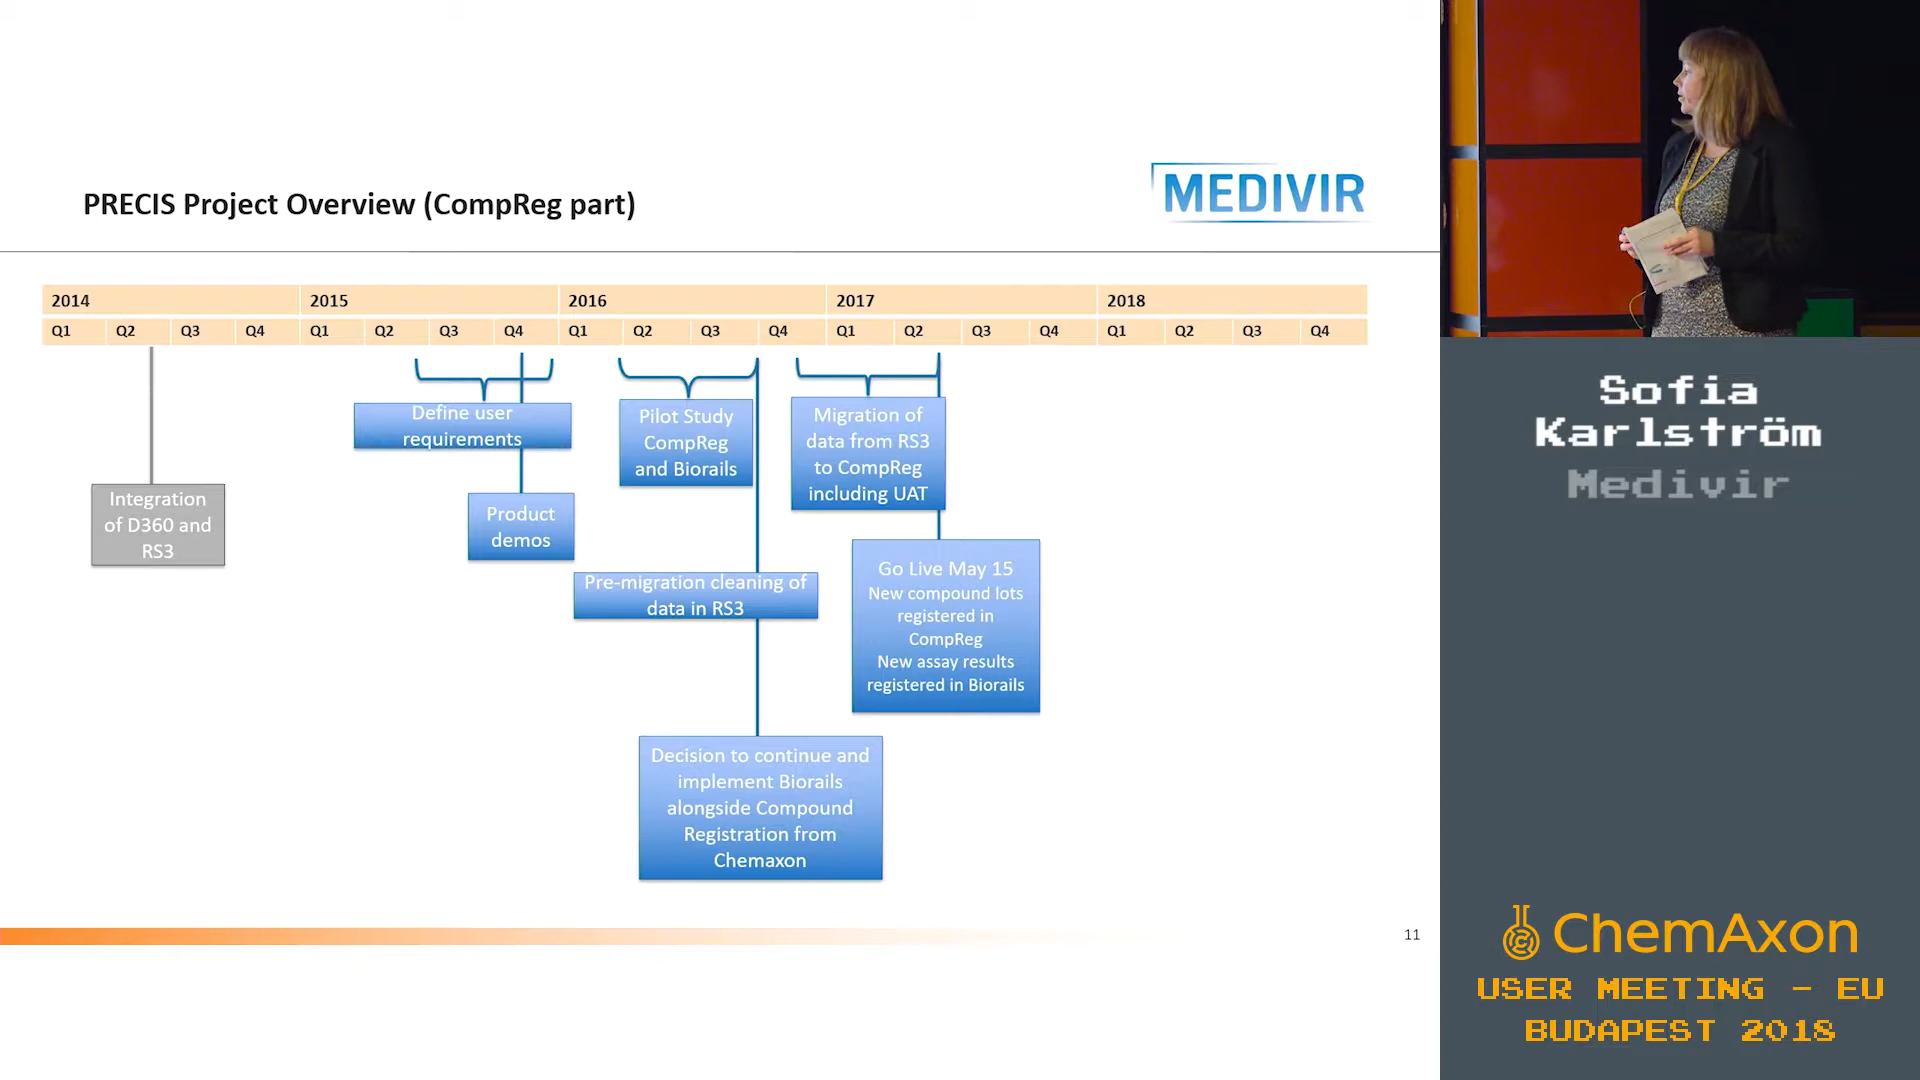 PRECIS Project Overview (CompReg part)
MEDIVIR
2014 2015 2016 2017 2018
Q1 Q2 Q3 Q4 Q1 Q2 Q3 Q4 Q1 Q2 Q3 Q4 Q1 Q2 Q3 Q4 Q1 Q2 Q3 Q4
Integration
of D360 and
RS3
Define user
requirements
Product
demos
Pilot Study
CompReg
and Biorails
Pre-migration cleaning of
data in RS3
Decision to continue and
implement Biorails
alongside Compound
Registration from
Chemaxon
Migration of
data from RS3
to CompReg
including UAT
Go Live May 15
New compound lots
registered in
CompReg
New assay results
registered in Biorails
11
Sofia
Karlström
Medivir
ChemAxon
USER MEETING - EU
BUDAPEST 2018